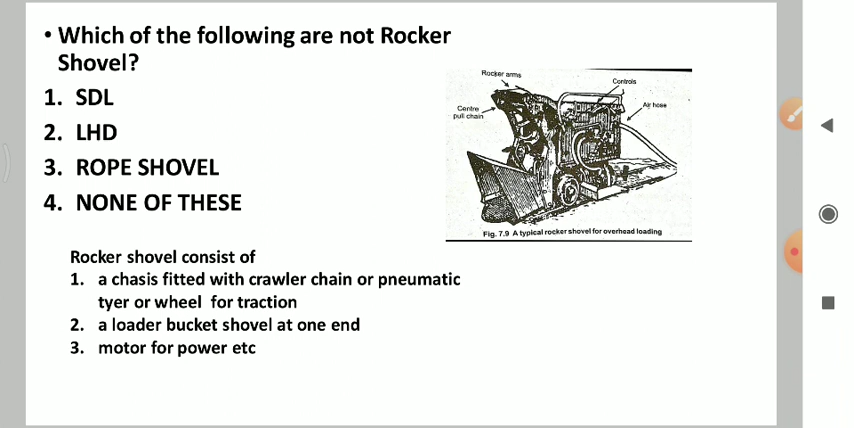 • Which of the following are not Rocker
Shovel?
1. SDL
2. LHD
3. ROPE SHOVEL
4. NONE OF THESE
Rocker arms
Controls
Centre
pull chain
Air hose
Fig. 7.9 A typical rocker shovel for overhead loading
Rocker shovel consist of
1. a chasis fitted with crawler chain or pneumatic
tyer or wheel for traction
2. a loader bucket shovel at one end
3. motor for power etc